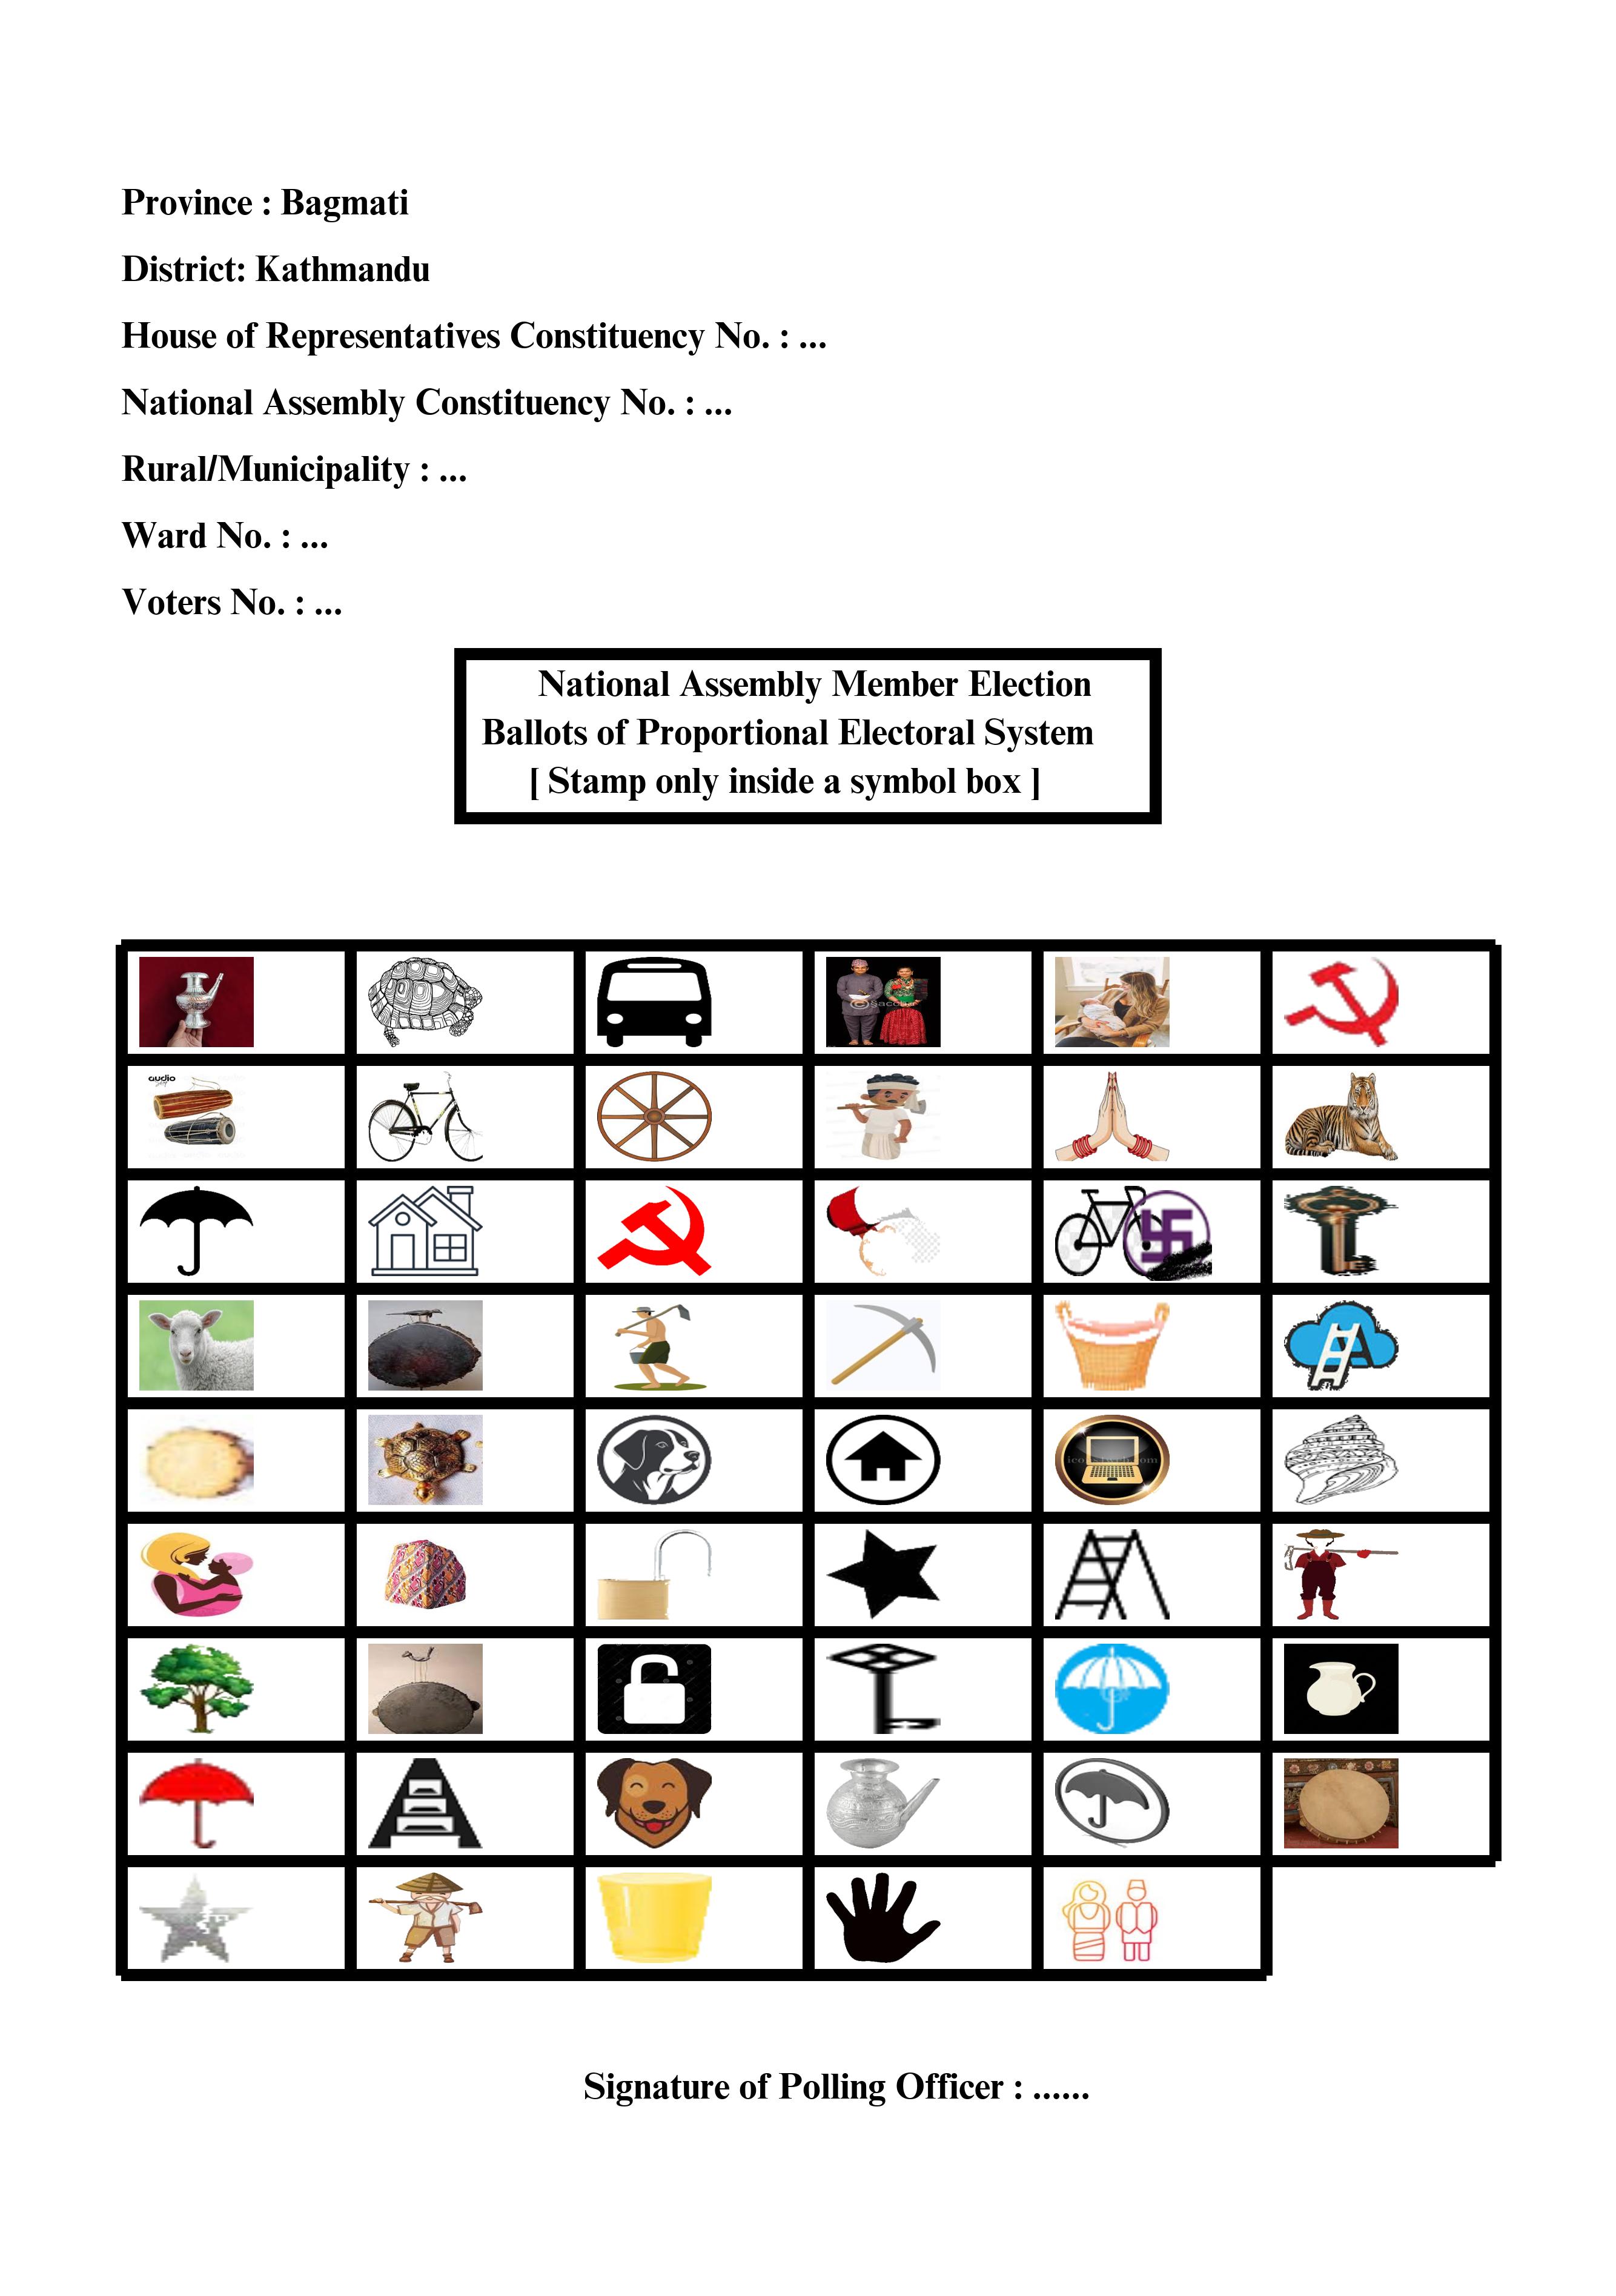 Province : Bagmati
District: Kathmandu
House of Representatives Constituency No. : ...
National Assembly Constituency No. : ...
Rural/Municipality : ...
Ward No. : ...
Voters No. : ...
National Assembly Member Election
Ballots of Proportional Electoral System
[ Stamp only inside a symbol box ]
audio
Signature of Polling Officer : ......